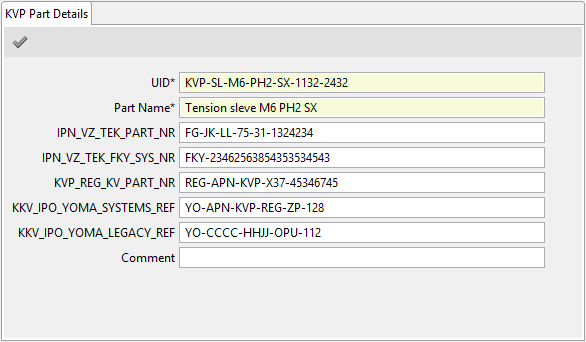 KVP Part Details
UID* KVP-SL-M6-PH2-SX-1132-2432
Part Name* Tension sleve M6 PH2 SX
IPN_VZ_TEK_PART_NR FG-JK-LL-75-31-1324234
IPN_VZ_TEK_FKY_SYS_NR FKY-23462563854353534543
KVP_REG_KV_PART_NR REG-APN-KVP-X37-45346745
KKV_IPO_YOMA_SYSTEMS_REF YO-APN-KVP-REG-ZP-128
KKV_IPO_YOMA_LEGACY_REF YO-CCCC-HHJJ-OPU-112
Comment